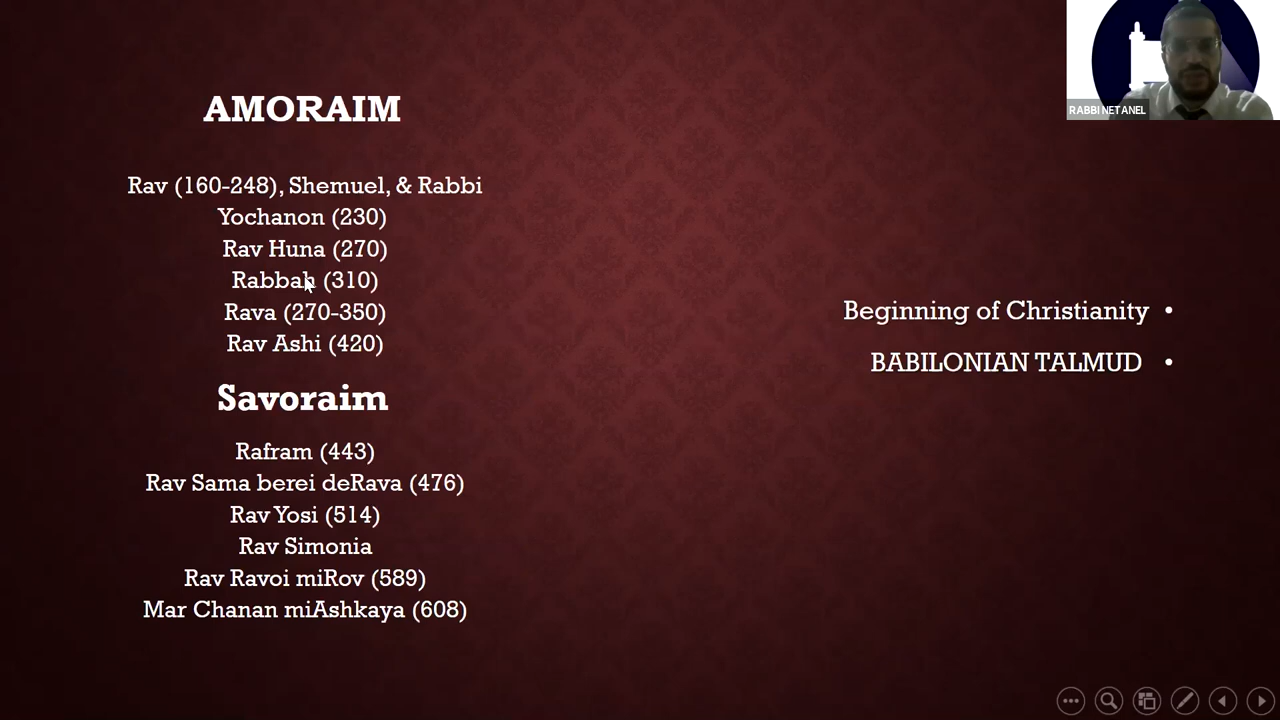 AMORAIM
Rav (160-248), Shemuel, & Rabbi
Yochanon (230)
Rav Huna (270)
Rabbah (310)
Rava (270-350)
Rav Ashi (420)
Savoraim
Rafram (443)
Rav Sama berei deRava (476)
Rav Yosi (514)
Rav Simonia
Rav Ravoi miRov (589)
Mar Chanan miAshkaya (608)
Beginning of Christianity •
BABILONIAN TALMUD •
RABBI NETANEL